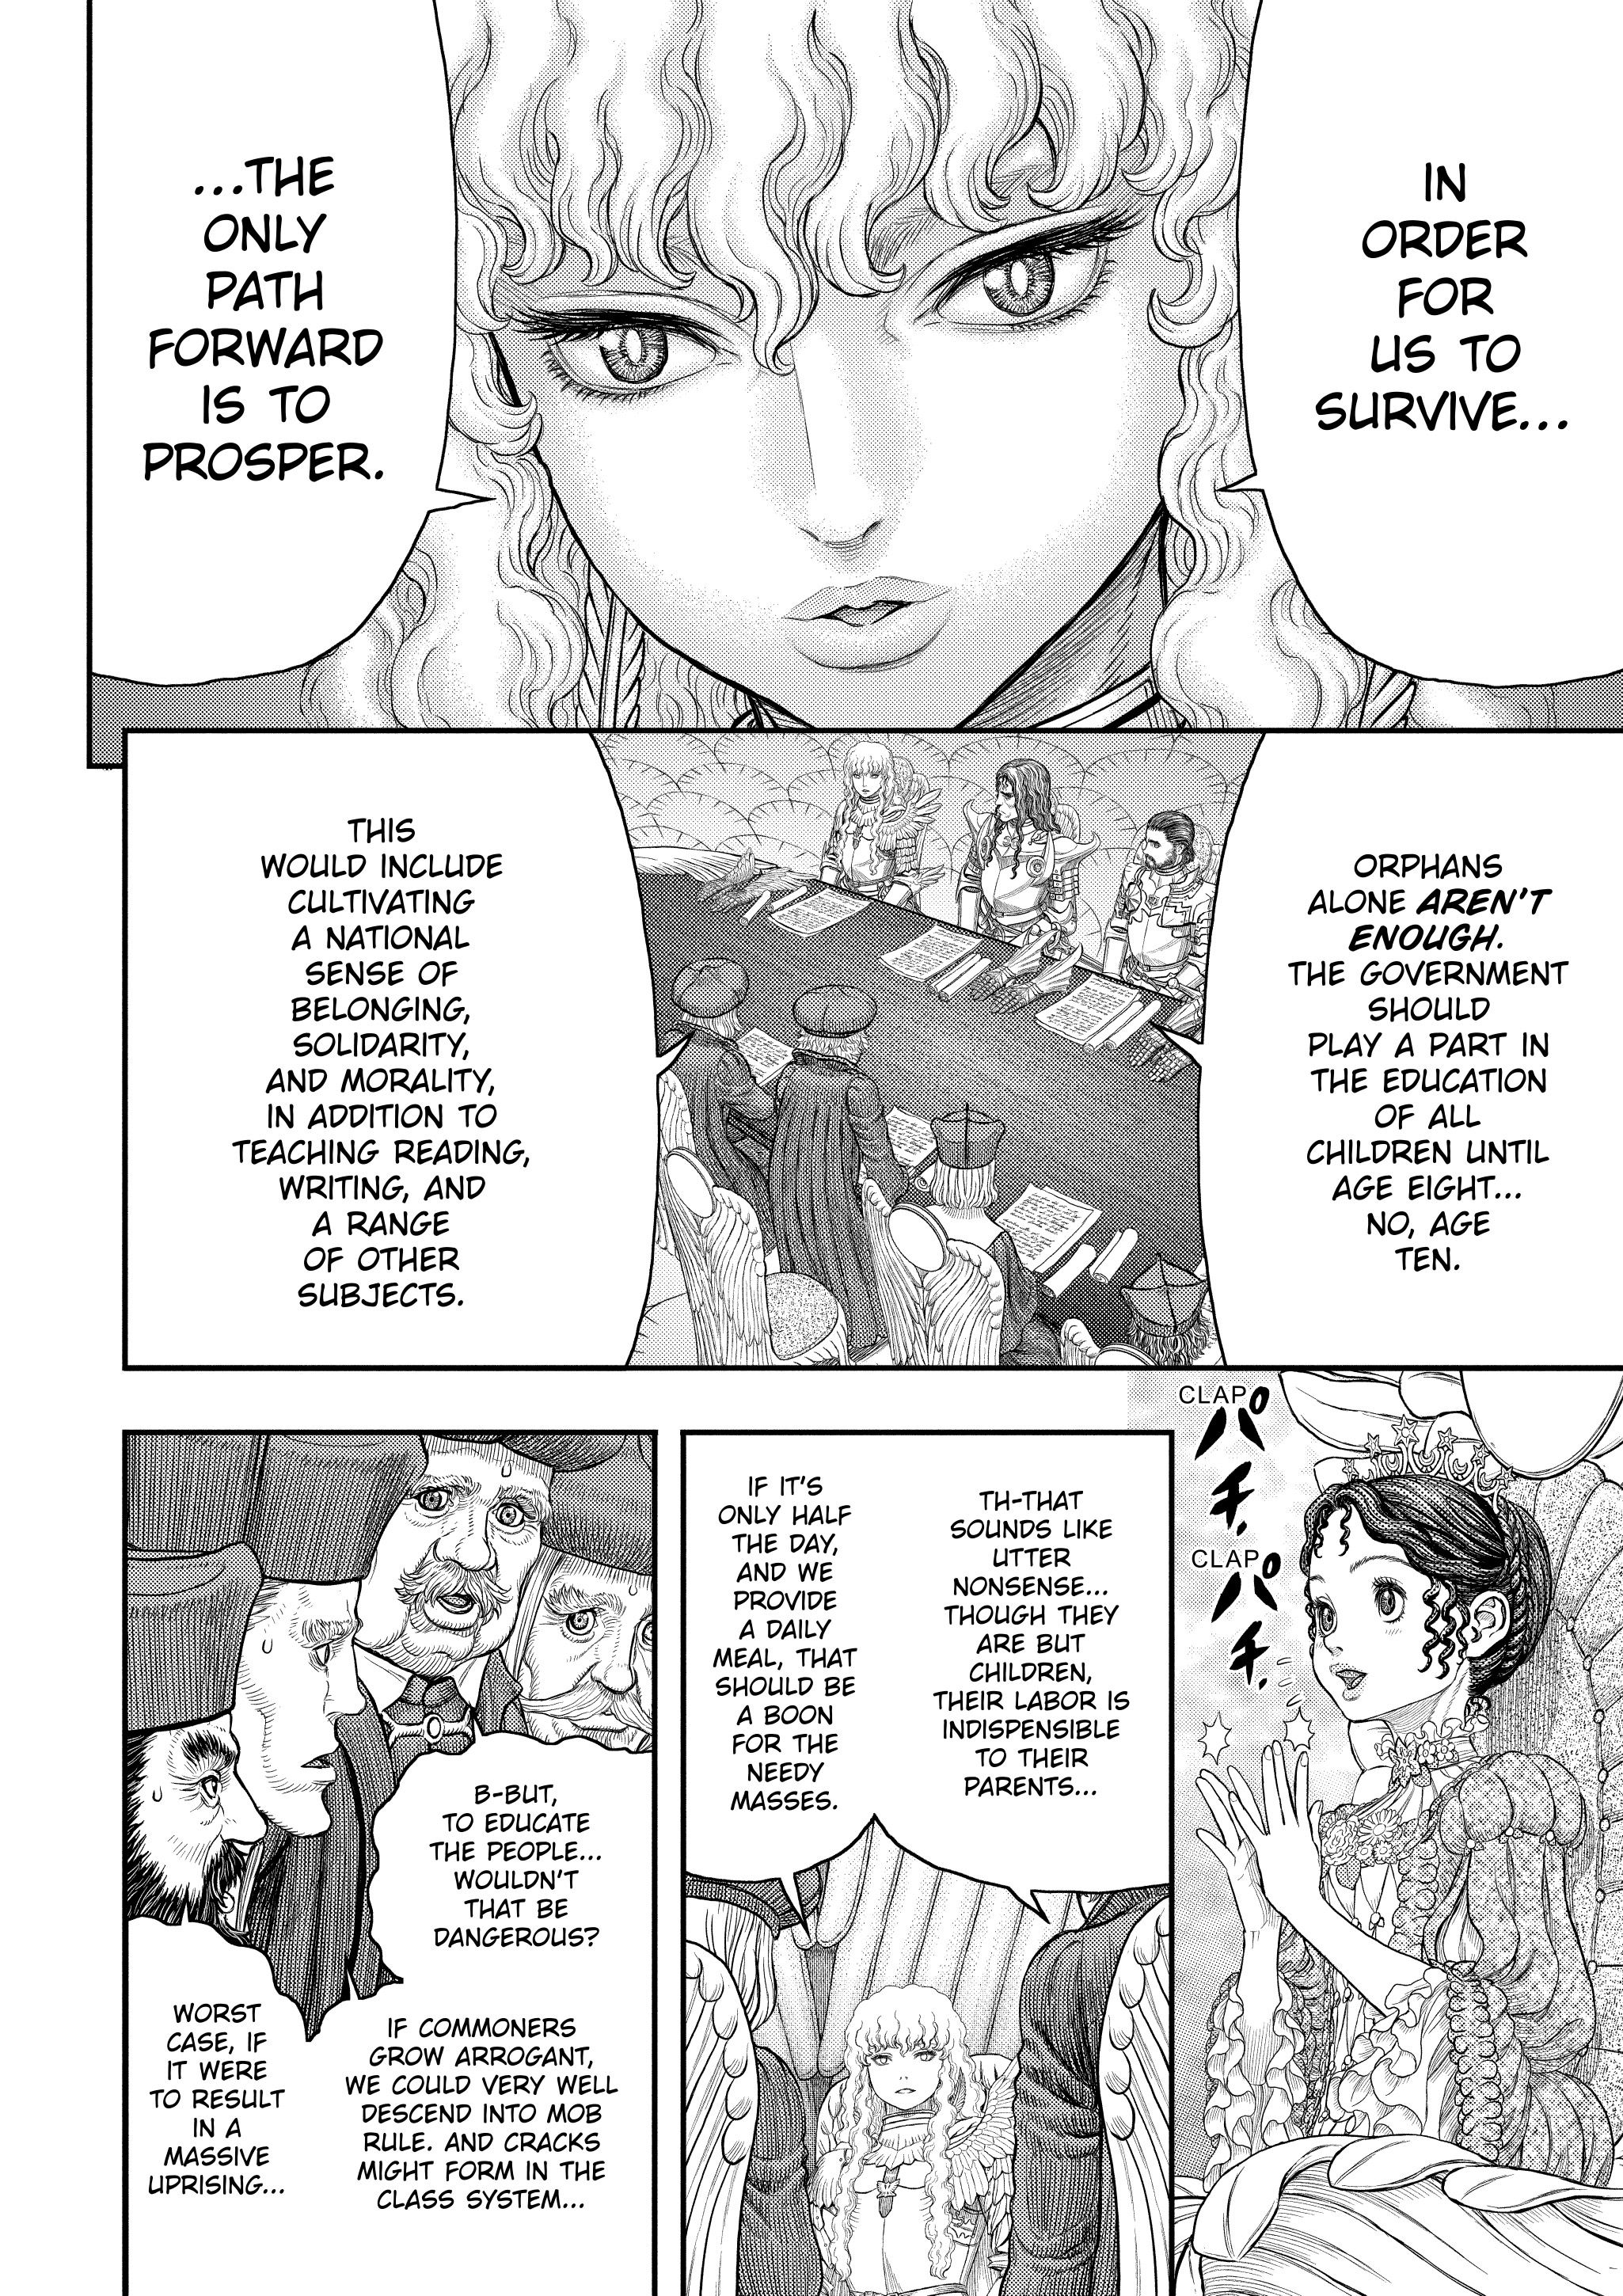 IN
ORDER
FOR
US TO
SURVIVE...
...THE
ONLY
PATH
FORWARD
IS TO
PROSPER.
ORPHANS
ALONE AREN'T
ENOUGH.
THE GOVERNMENT
SHOULD
PLAY A PART IN
THE EDUCATION
OF ALL
CHILDREN UNTIL
AGE EIGHT...
NO, AGE
TEN.
THIS
WOULD INCLUDE
CULTIVATING
A NATIONAL
SENSE OF
BELONGING,
SOLIDARITY,
AND MORALITY,
IN ADDITION TO
TEACHING READING,
WRITING, AND
A RANGE
OF OTHER
SUBJECTS.
CLAP
パチ
CLAP
パチ
TH-THAT
SOUNDS LIKE
UTTER
NONSENSE...
THOUGH THEY
ARE BUT
CHILDREN,
THEIR LABOR IS
INDISPENSIBLE
TO THEIR
PARENTS...
IF IT'S
ONLY HALF
THE DAY,
AND WE
PROVIDE
A DAILY
MEAL, THAT
SHOULD BE
A BOON
FOR THE
NEEDY
MASSES.
B-BUT,
TO EDUCATE
THE PEOPLE...
WOULDN'T
THAT BE
DANGEROUS?
IF COMMONERS
GROW ARROGANT,
WE COULD VERY WELL
DESCEND INTO MOB
RULE. AND CRACKS
MIGHT FORM IN THE
CLASS SYSTEM...
WORST
CASE, IF
IT WERE
TO RESULT
IN A
MASSIVE
UPRISING...